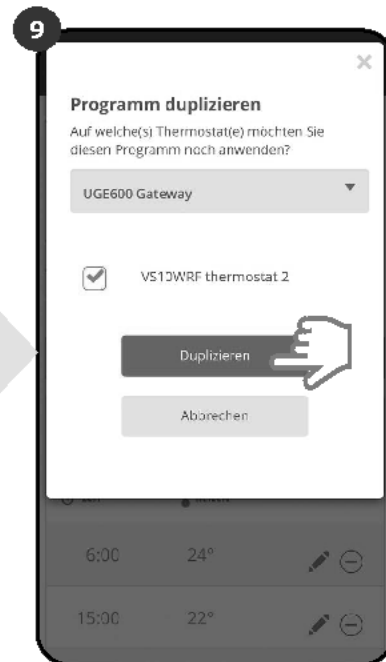 9
×
Programm duplizieren
Auf welche(s) Thermostat(e) möchten Sie
diesen Programm noch anwenden?
UGE600 Gateway
VS10WRF thermostat 2
Duplizieren
Abbrechen
6:00 24°
15:00 22°